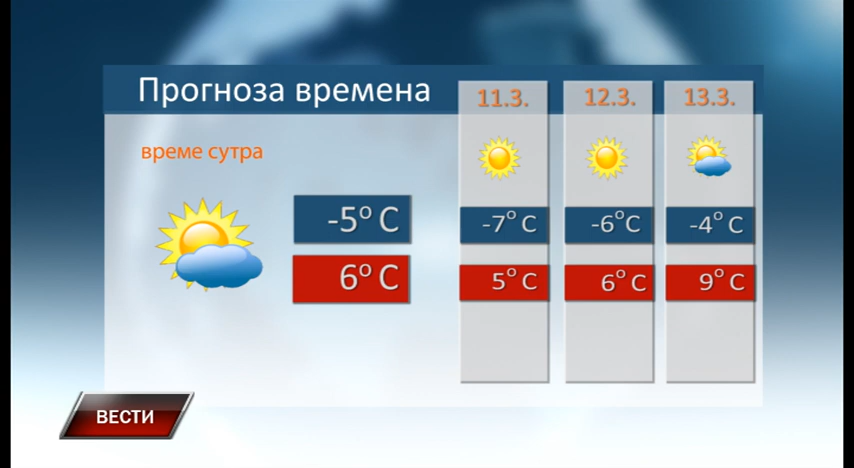 Прогноза времена
време сутра
-5° C
6° C
11.3.
-7° C
5° C
12.3.
-6°C
6° C
13.3.
-4° C
9° C
ВЕСТИ